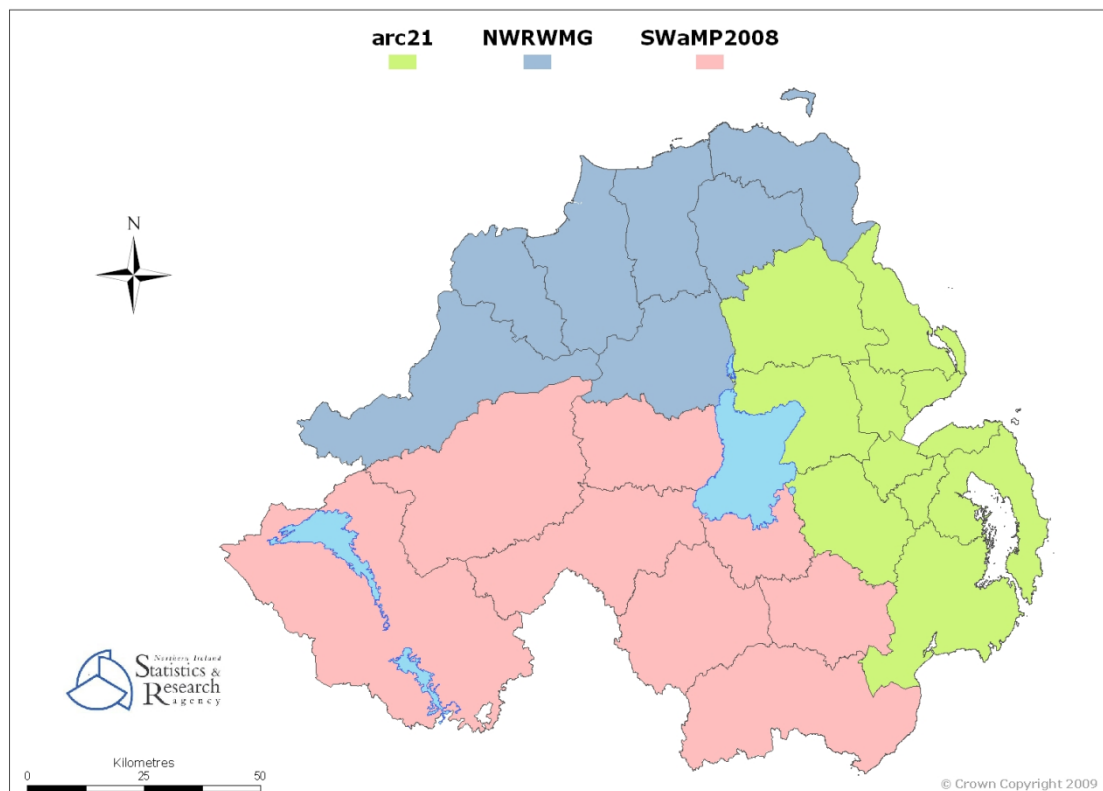 arc21 NWRWMG SWaMP2008
N
Northern Ireland
Statistics &
Research
agency
Kilometres
0 25 50
© Crown Copyright 2009